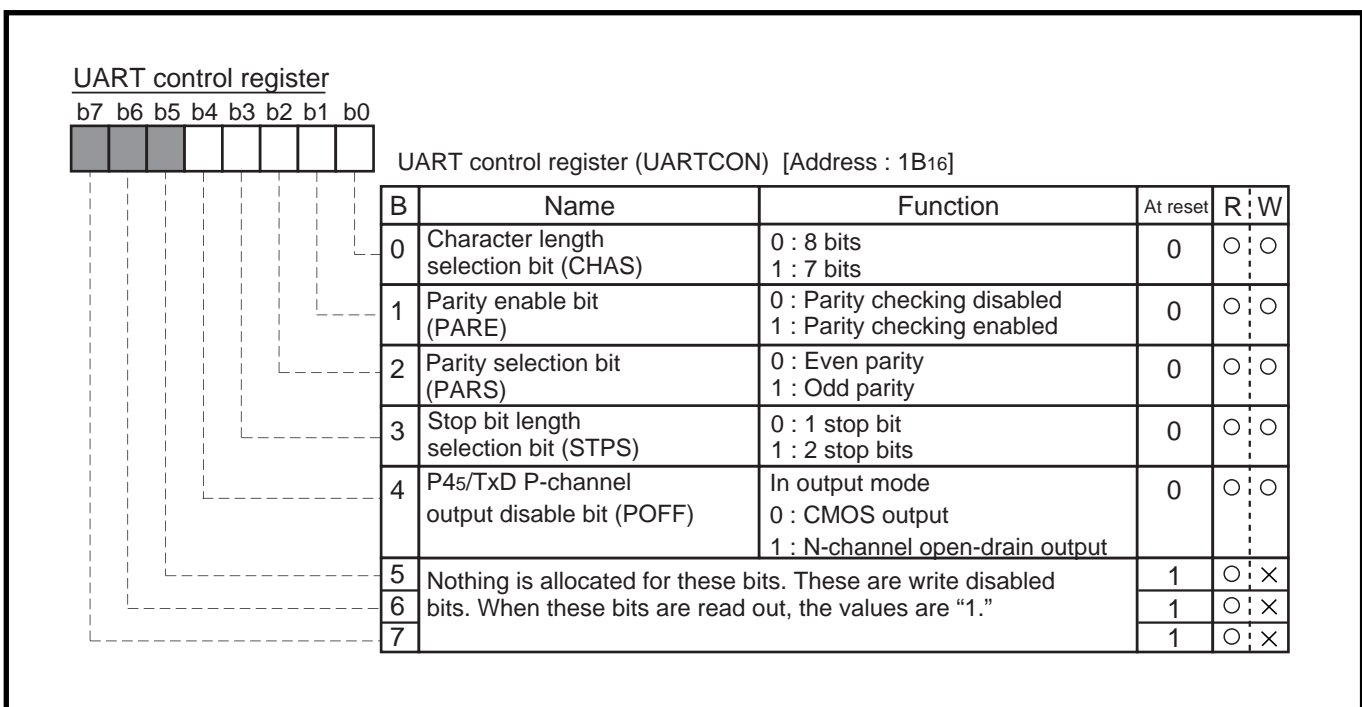 UART control register
b7 b6 b5 b4 b3 b2 b1 b0
UART control register (UARTCON) [Address : 1B16]
B Name Function At reset R W
0 Character length 0 : 8 bits 0 ○ ○
selection bit (CHAS) 1 : 7 bits
1 Parity enable bit 0 : Parity checking disabled 0 ○ ○
(PARE) 1 : Parity checking enabled
2 Parity selection bit 0 : Even parity 0 ○ ○
(PARS) 1 : Odd parity
3 Stop bit length 0 : 1 stop bit 0 ○ ○
selection bit (STPS) 1 : 2 stop bits
4 P45/TxD P-channel In output mode 0 ○ ○
output disable bit (POFF) 0 : CMOS output
1 : N-channel open-drain output
5 Nothing is allocated for these bits. These are write disabled 1 ○ ×
6 bits. When these bits are read out, the values are “1.” 1 ○ ×
7 1 ○ ×